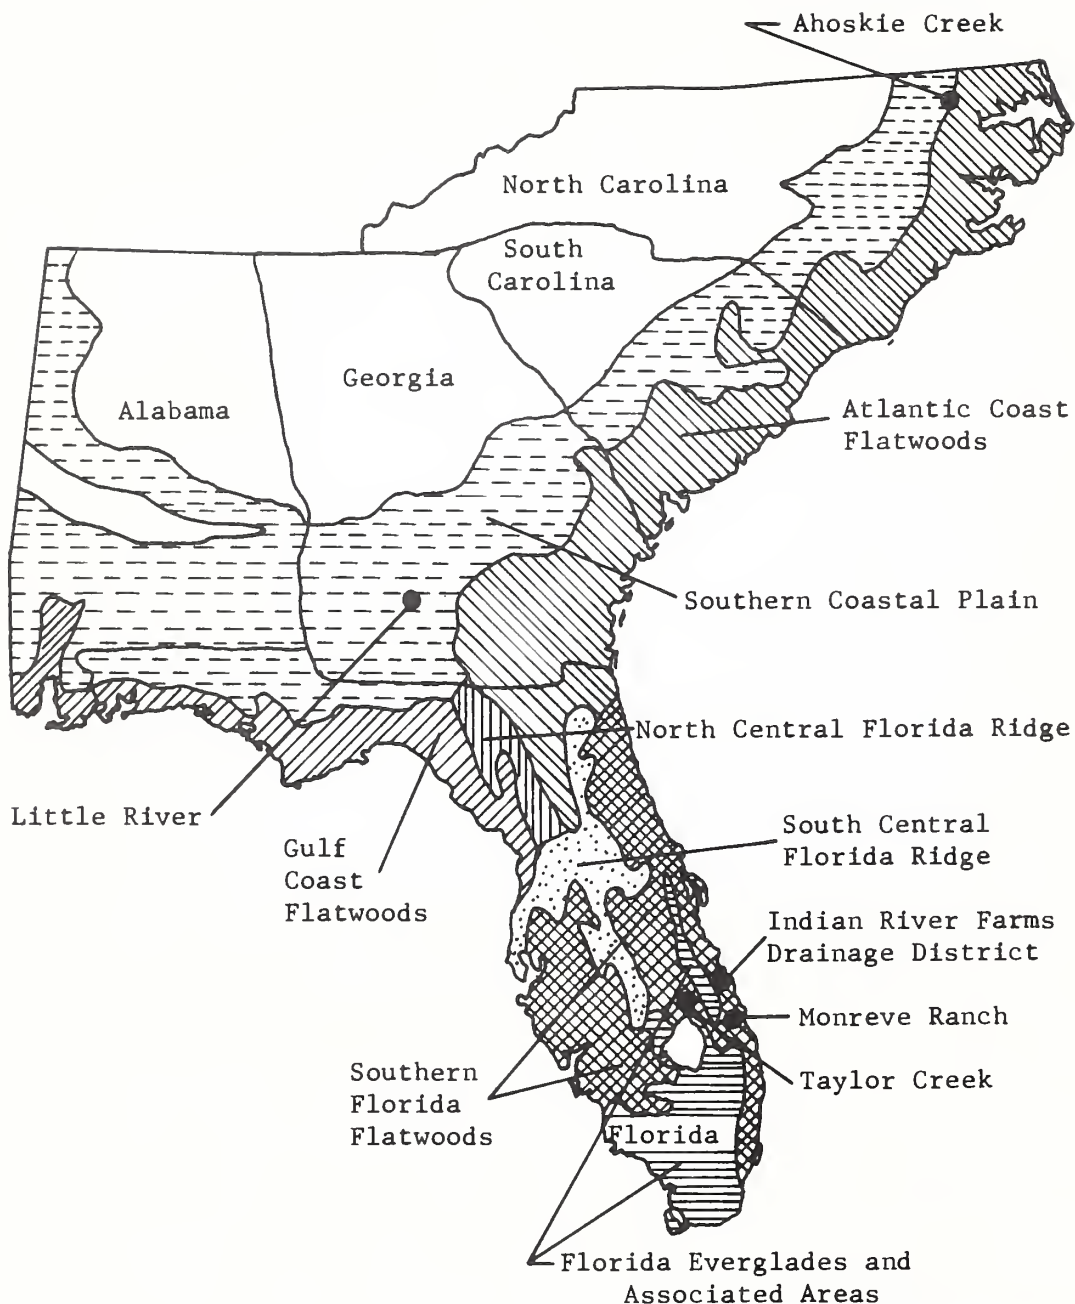 Ahoskie Creek
North Carolina
South
Carolina
Georgia
Alabama
Atlantic Coast
Flatwoods
Southern Coastal Plain
North Central Florida Ridge
Little River
South Central
Florida Ridge
Gulf
Coast
Flatwoods
Indian River Farms
Drainage District
Monreve Ranch
Southern
Florida
Flatwoods
Taylor Creek
Florida
Florida Everglades and
Associated Areas